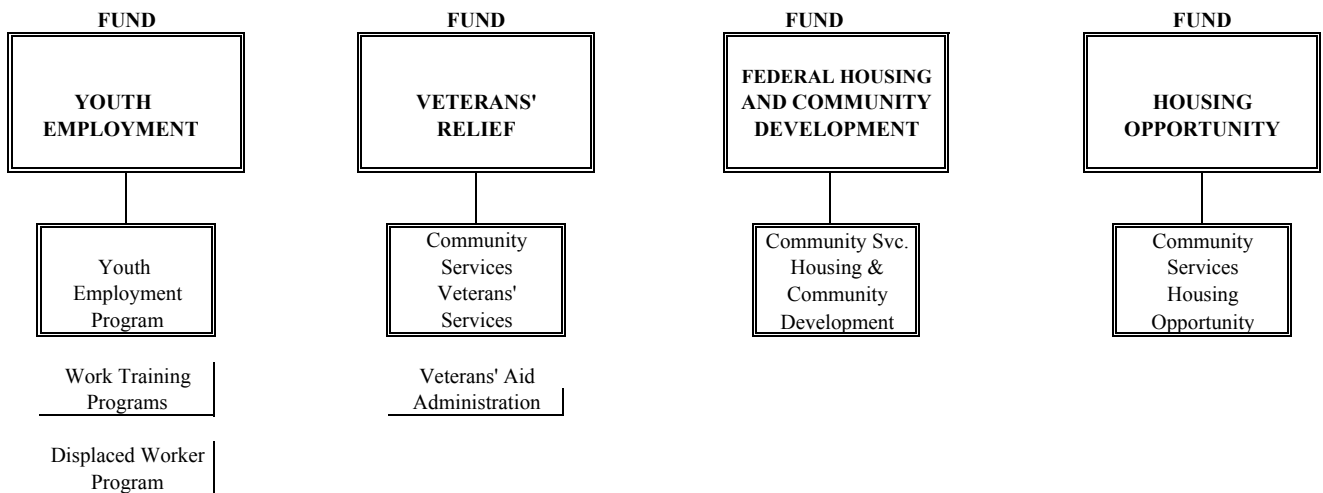 FUND
YOUTH
EMPLOYMENT
Youth
Employment
Program
Work Training
Programs
Displaced Worker
Program
FUND
VETERANS'
RELIEF
Community
Services
Veterans'
Services
Veterans' Aid
Administration
FUND
FEDERAL HOUSING
AND COMMUNITY
DEVELOPMENT
Community Svc.
Housing &
Community
Development
FUND
HOUSING
OPPORTUNITY
Community
Services
Housing
Opportunity